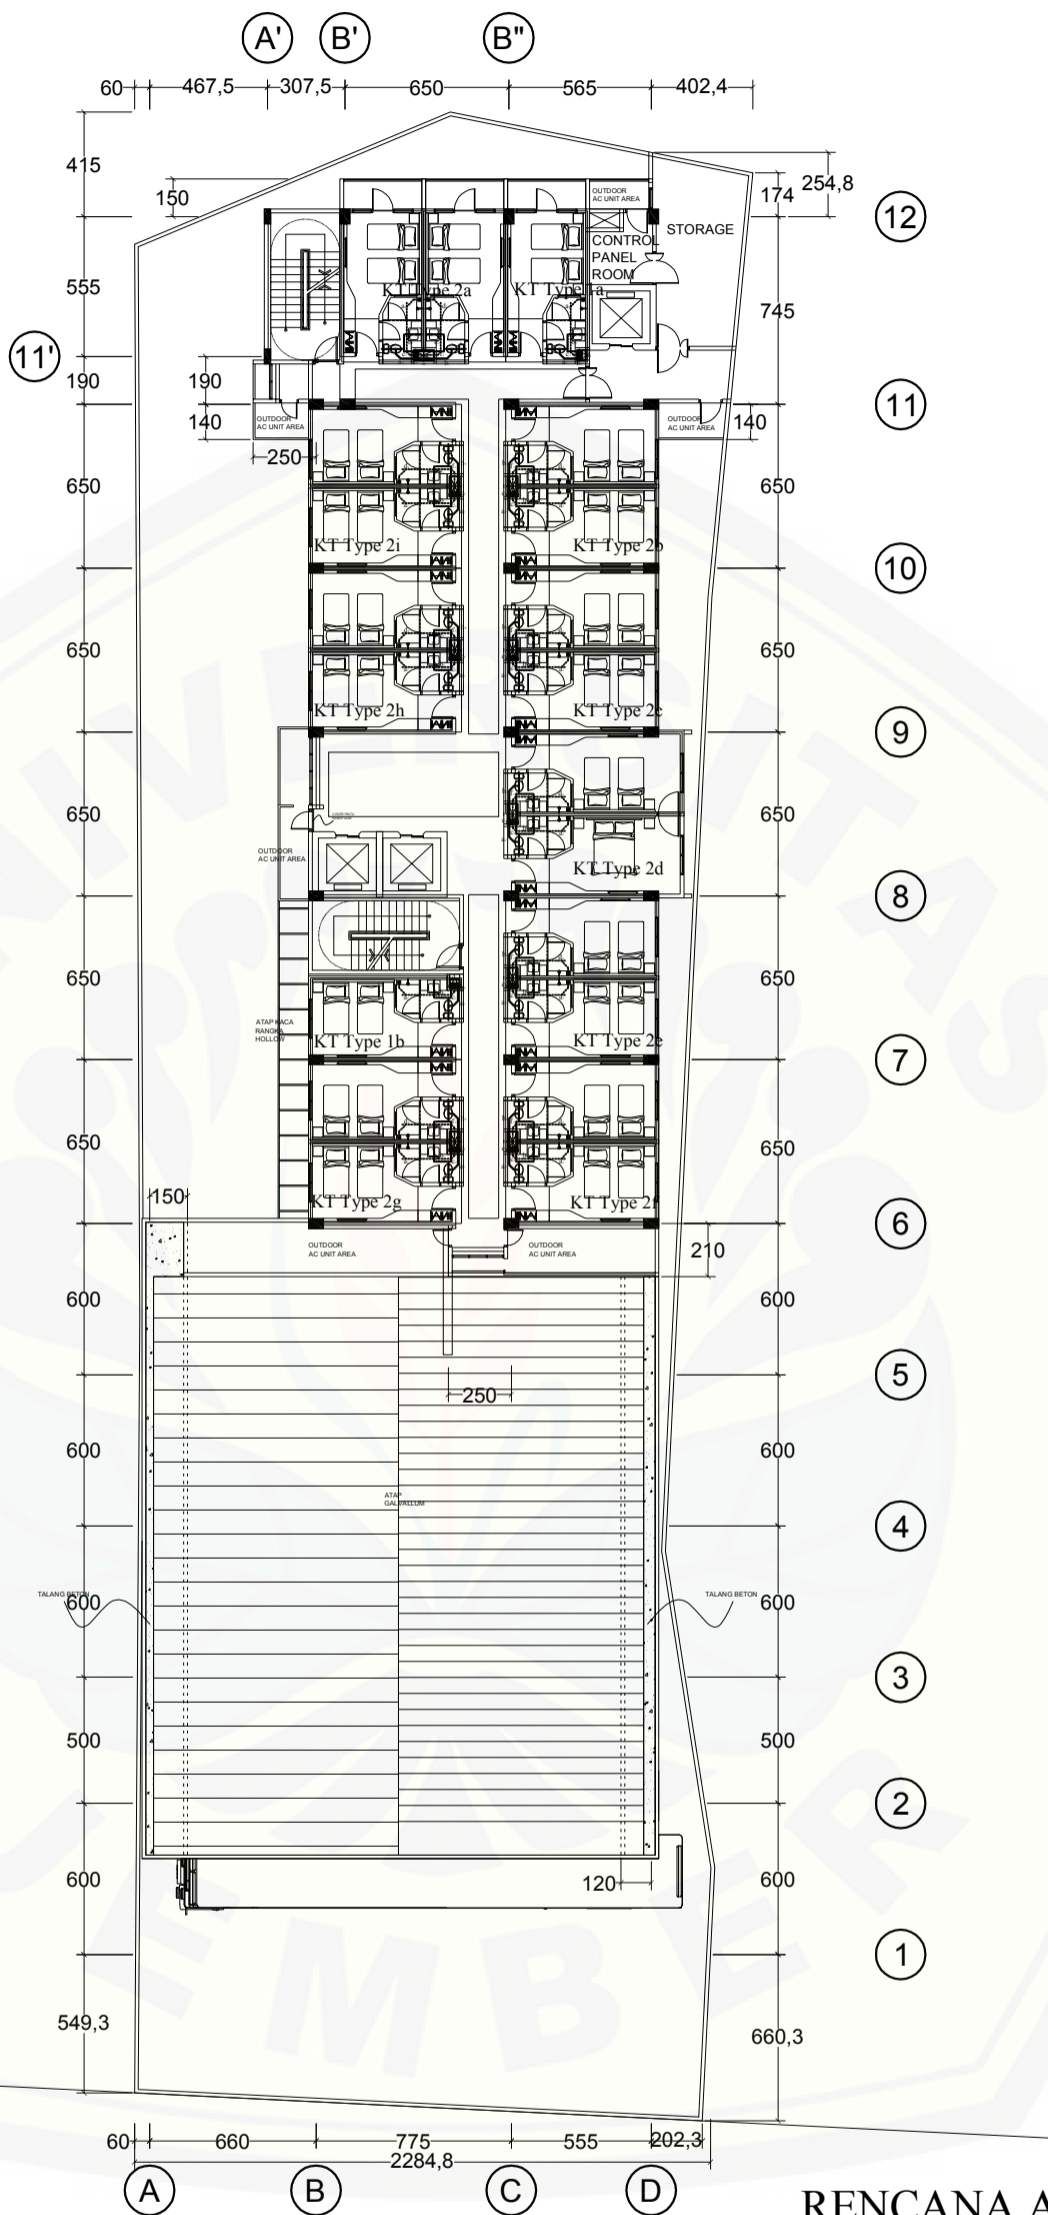 A' B' B"
60 467,5 307,5 650 565 402,4
415
150
174 254,8
12
OUTDOOR
AC UNIT AREA
STORAGE
CONTROL
PANEL
ROOM
KT Type 2a
KT Type 1a
555
745
11'
190 190
11
140
OUTDOOR
AC UNIT AREA
OUTDOOR
AC UNIT AREA
140
250
650 650
KT Type 2i
KT Type 2b
10
650 650
KT Type 2h
KT Type 2c
9
650 650
OUTDOOR
AC UNIT AREA
KT Type 2d
8
650 650
ATAP KACA
RANGKA
HOLLOW
KT Type 1b
KT Type 2e
7
650 650
150
KT Type 2g
KT Type 2f
6
OUTDOOR
AC UNIT AREA
OUTDOOR
AC UNIT AREA
210
600 600
5
250
600 600
ATAP
GALVALLUM
4
TALANG BETON
TALANG BETON
600 600
3
500 500
2
600 120 600
1
549,3 660,3
60 660 775 555 202,3
2284,8
A B C D
RENCANA A
UNIVERSITAS
JEMBER